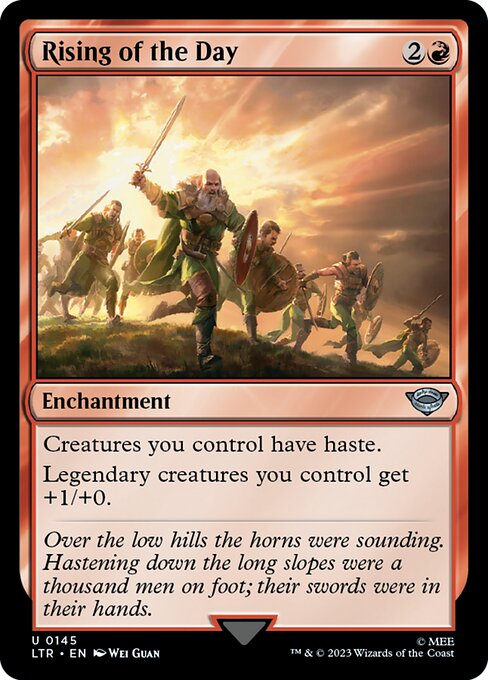 Rising of the Day 2
Enchantment
Creatures you control have haste.
Legendary creatures you control get
+1/+0.
Over the low hills the horns were sounding.
Hastening down the long slopes were a
thousand men on foot; their swords were in
their hands.
U 0145
LTR • EN Wei Guan
© MEE
™ & © 2023 Wizards of the Coast